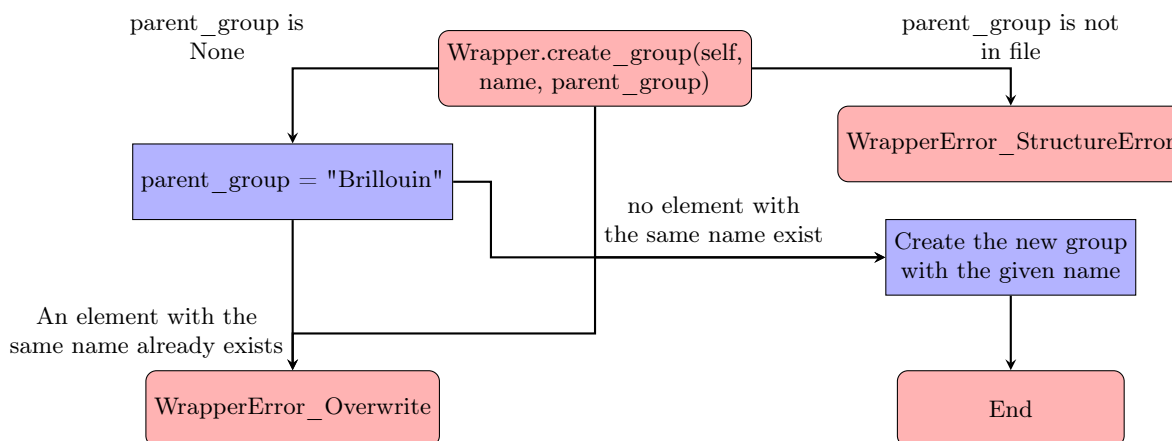 parent_group is
None
Wrapper.create_group(self,
name, parent_group)
parent_group is not
in file
WrapperError_StructureError
parent_group = "Brillouin"
no element with
the same name exist
Create the new group
with the given name
An element with the
same name already exists
WrapperError_Overwrite
End